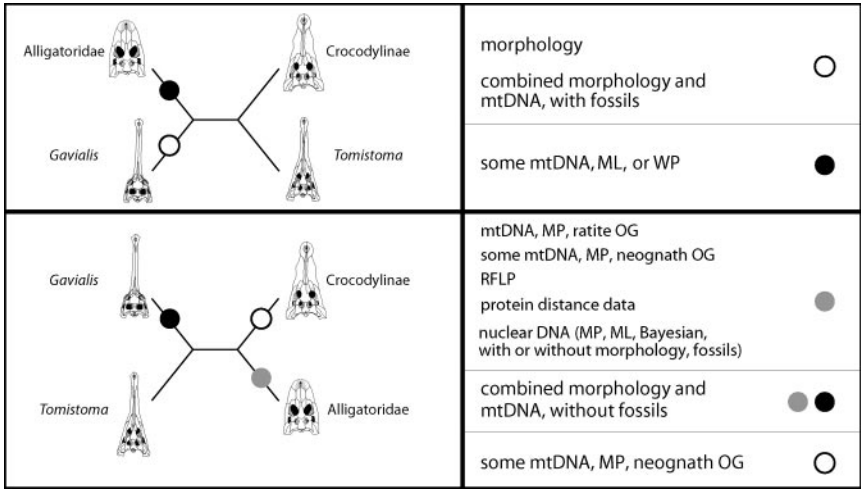 Alligatoridae
Crocodylinae
Gavialis
Tomistoma
morphology
combined morphology and
mtDNA, with fossils
some mtDNA, ML, or WP
Gavialis
Crocodylinae
Tomistoma
Alligatoridae
mtDNA, MP, ratite OG
some mtDNA, MP, neognath OG
RFLP
protein distance data
nuclear DNA (MP, ML, Bayesian,
with or without morphology, fossils)
combined morphology and
mtDNA, without fossils
some mtDNA, MP, neognath OG